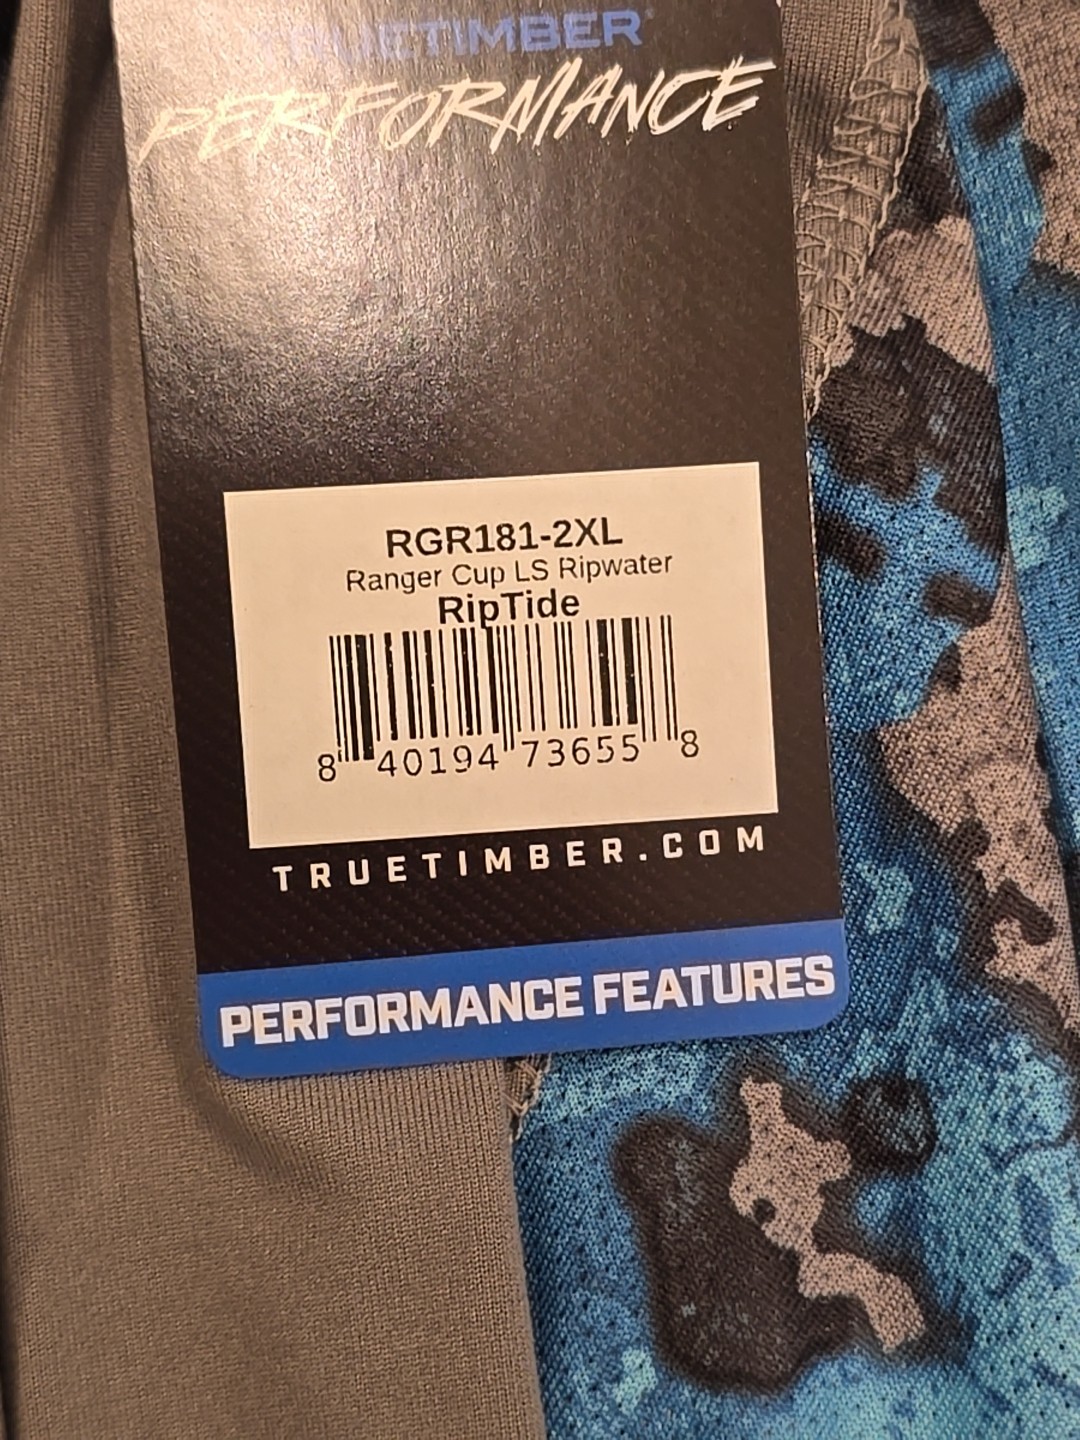 TRUETIMBER
PERFORMANCE
RGR181-2XL
Ranger Cup LS Ripwater
RipTide
8 40194 73655 8
TRUETIMBER.COM
PERFORMANCE FEATURES